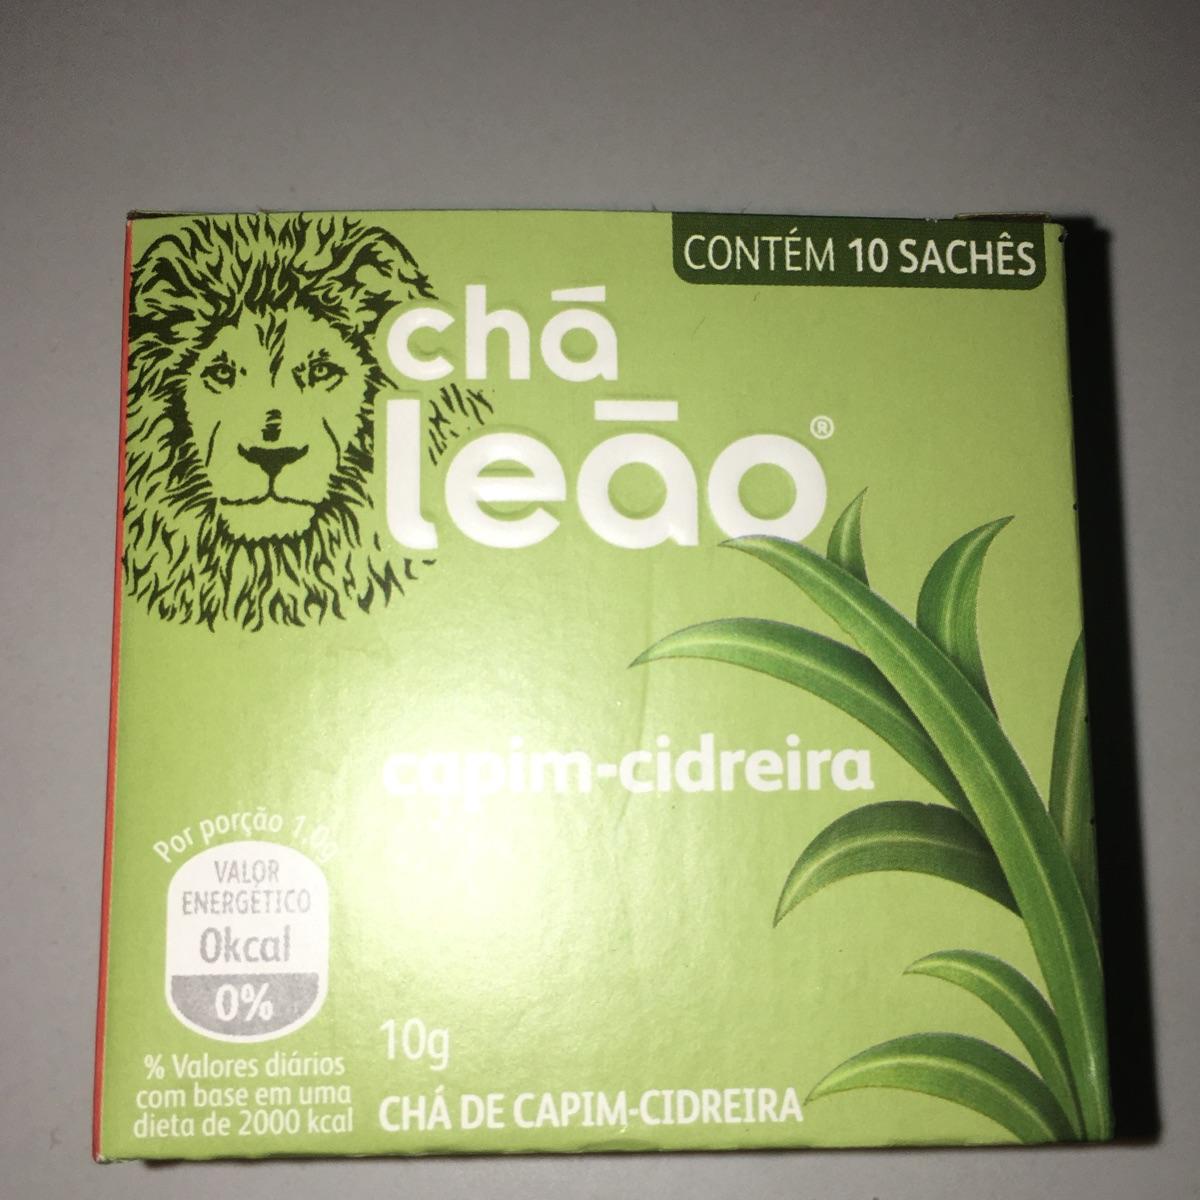 CONTÉM 10 SACHÊS
chá
leão®
capim-cidreira
Por porção 1,0g
VALOR
ENERGÉTICO
0kcal
0%
% Valores diários
com base em uma
dieta de 2000 kcal
10g
CHÁ DE CAPIM-CIDREIRA